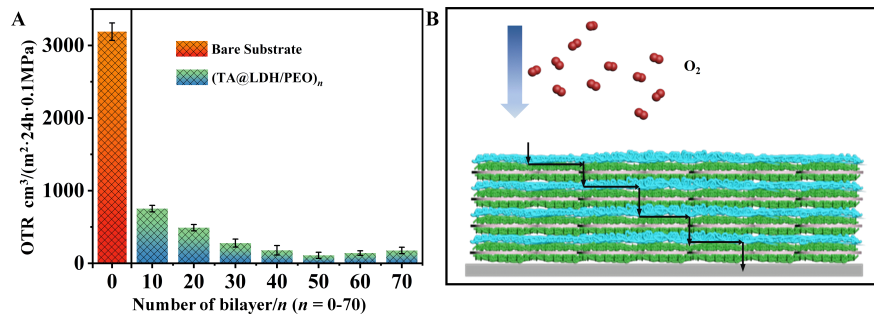 A
OTR cm³/(m²·24h·0.1MPa)
3000
2000
1000
0
Bare Substrate
(TA@LDH/PEO)n
0 10 20 30 40 50 60 70
Number of bilayer/n (n = 0-70)
B
O₂